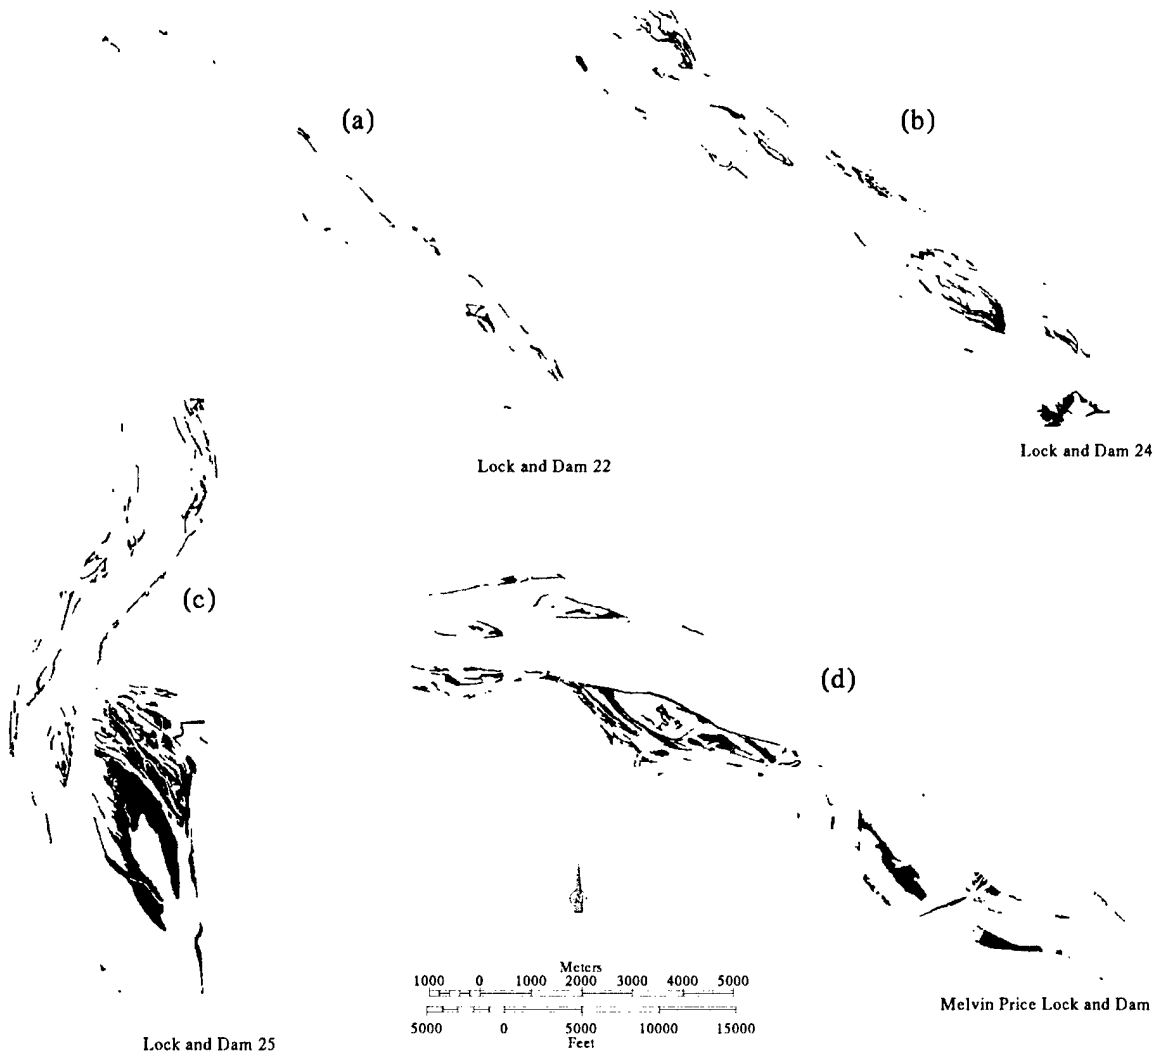 (a)
(b)
Lock and Dam 24
Lock and Dam 22
(c)
(d)
Meters
1000 0 1000 2000 3000 4000 5000
5000 0 5000 10000 15000
Feet
Melvin Price Lock and Dam
Lock and Dam 25